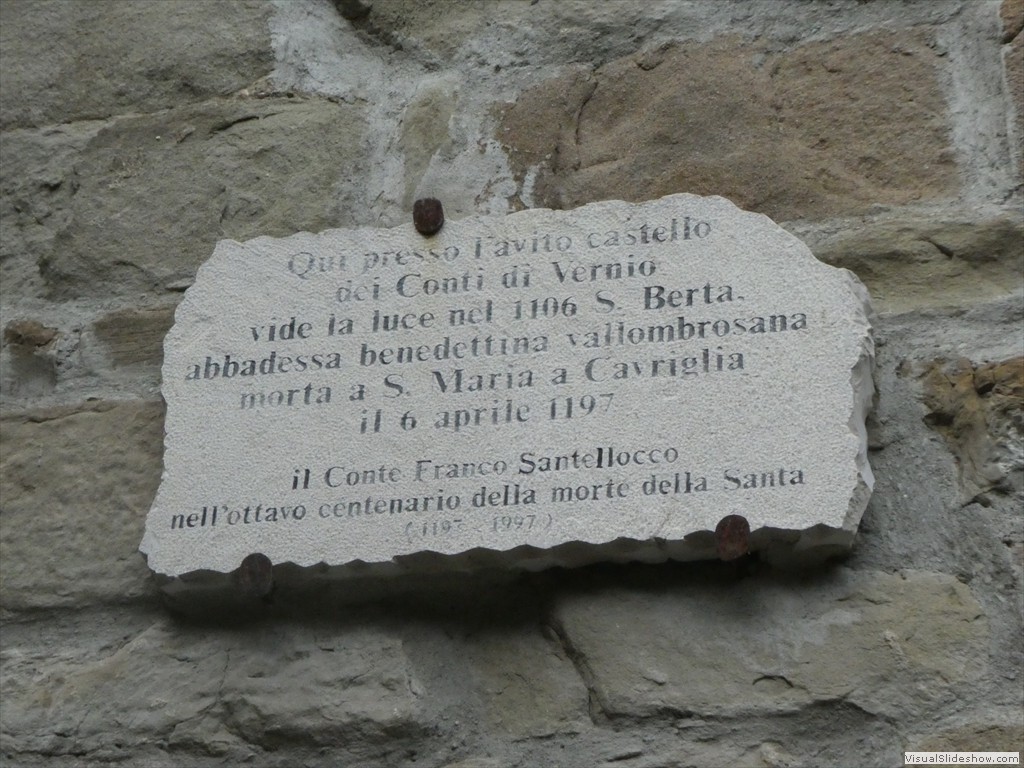 Qui presso l'avito castello
dei Conti di Vernio
vide la luce nel 1106 S. Berta,
abbadessa benedettina vallombrosana
morta a S. Maria a Cavriglia
il 6 aprile 1197
il Conte Franco Santellocco
nell'ottavo centenario della morte della Santa
(1197 - 1997)
VisualSlideshow.com